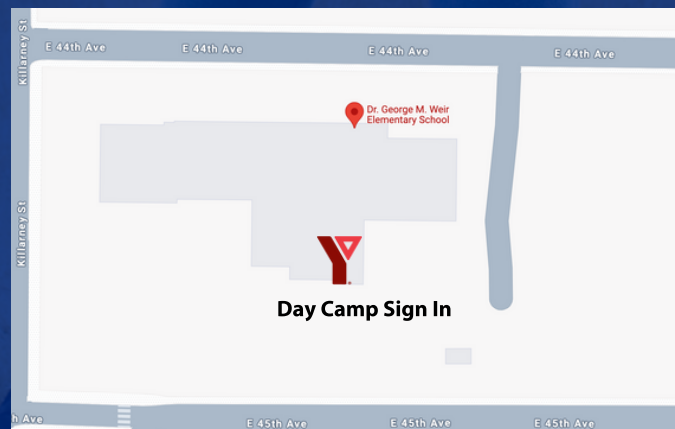 Killarney St
E 44th Ave
E 44th Ave
E 44th Ave
E 44th Ave
Dr. George M. Weir
Elementary School
Killarney St
Y
Day Camp Sign In
h Ave
E 45th Ave
E 45th Ave
E 45th Ave